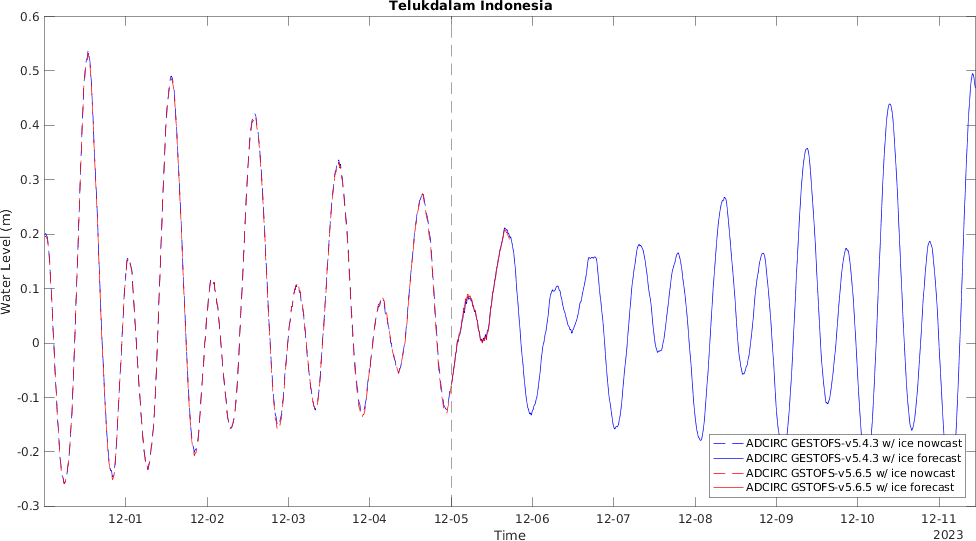 Telukdalam Indonesia
0.6
0.5
0.4
0.3
0.2
0.1
0
-0.1
-0.2
-0.3
Water Level (m)
ADCIRC GESTOFS-v5.4.3 w/ ice nowcast
ADCIRC GESTOFS-v5.4.3 w/ ice forecast
ADCIRC GSTOFS-v5.6.5 w/ ice nowcast
ADCIRC GSTOFS-v5.6.5 w/ ice forecast
12-01 12-02 12-03 12-04 12-05 12-06 12-07 12-08 12-09 12-10 12-11
Time
2023